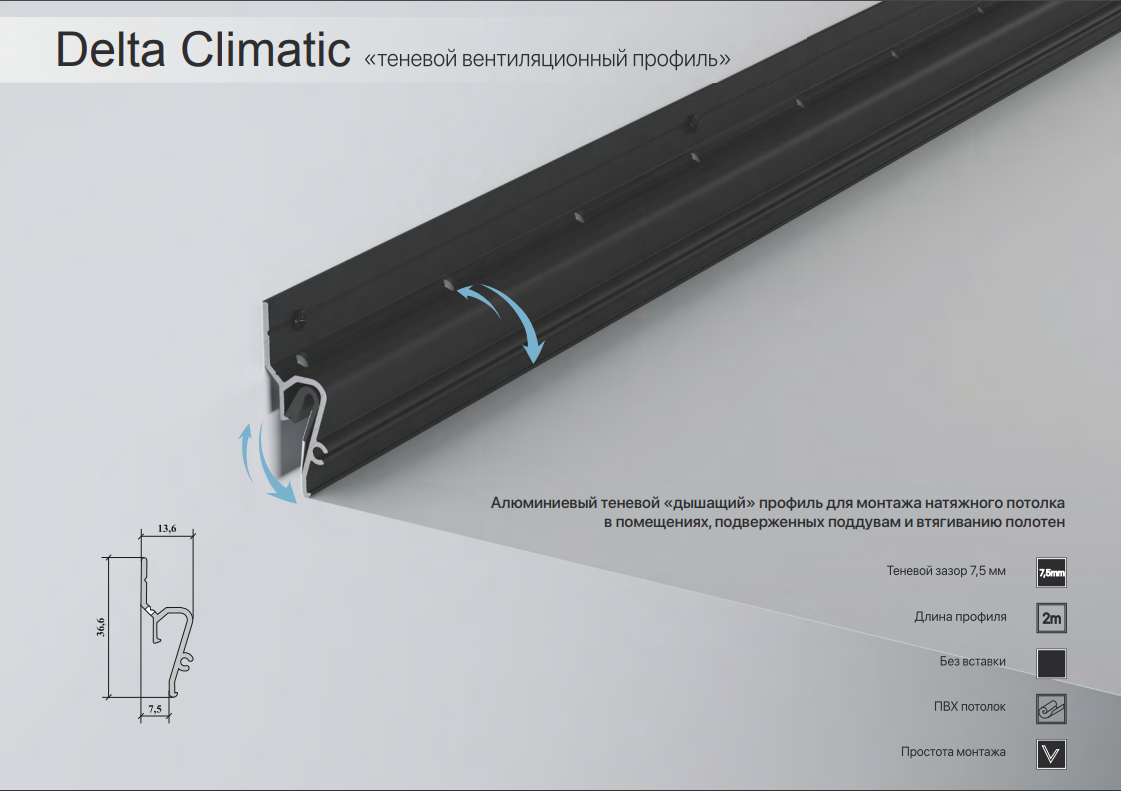 Delta Climatic «теневой вентиляционный профиль»
Алюминиевый теневой «дышащий» профиль для монтажа натяжного потолка
в помещениях, подверженных поддувам и втягиванию полотен
13,6
36,6
7,5
Теневой зазор 7,5 мм
7,5mm
Длина профиля
2m
Без вставки
ПВХ потолок
Простота монтажа